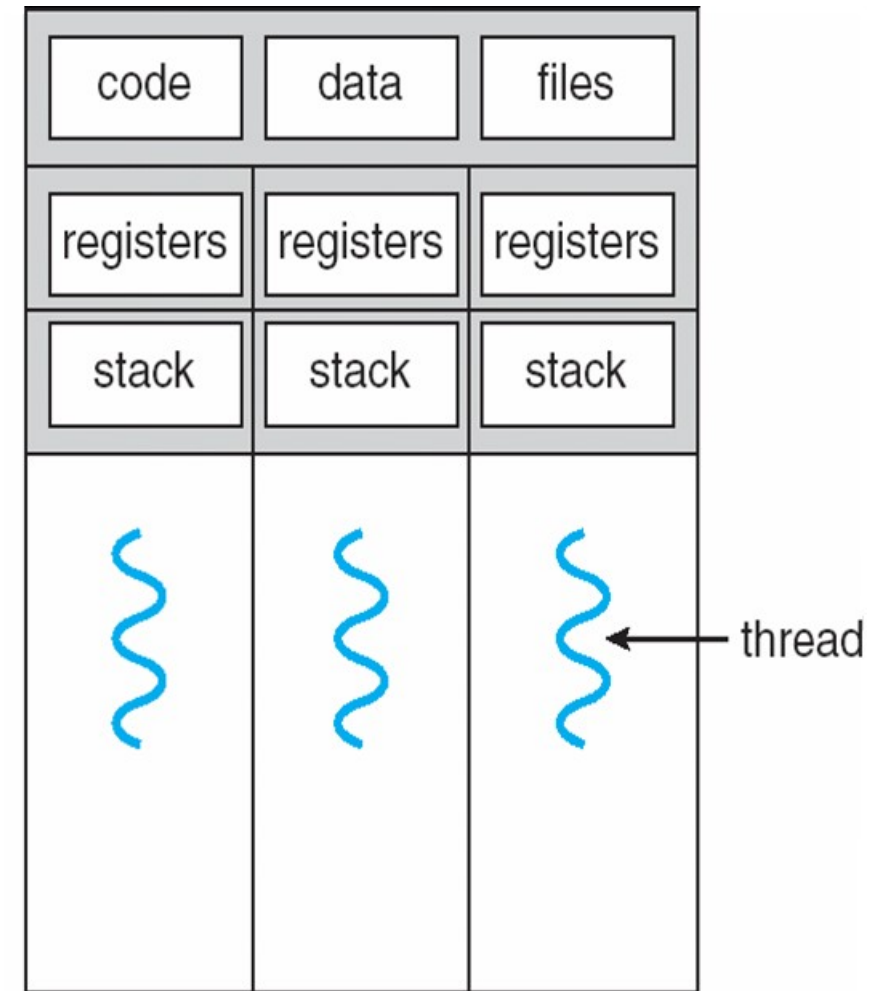 code data files
registers registers registers
stack stack stack
thread